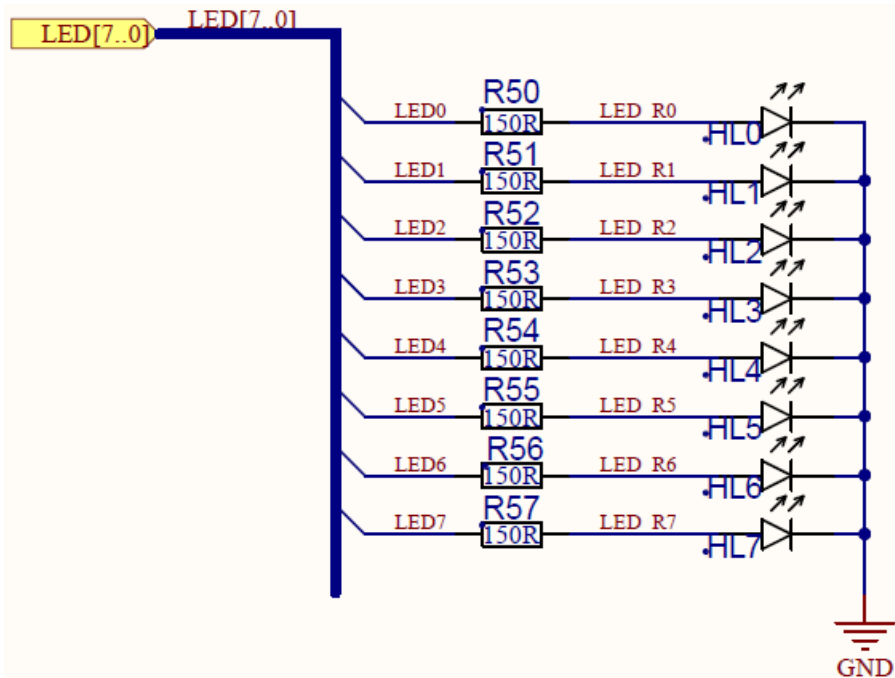 LED[7..0] LED[7..0]
R50
LED0 150R LED_R0 HL0
R51
LED1 150R LED_R1 HL1
R52
LED2 150R LED_R2 HL2
R53
LED3 150R LED_R3 HL3
R54
LED4 150R LED_R4 HL4
R55
LED5 150R LED_R5 HL5
R56
LED6 150R LED_R6 HL6
R57
LED7 150R LED_R7 HL7
GND